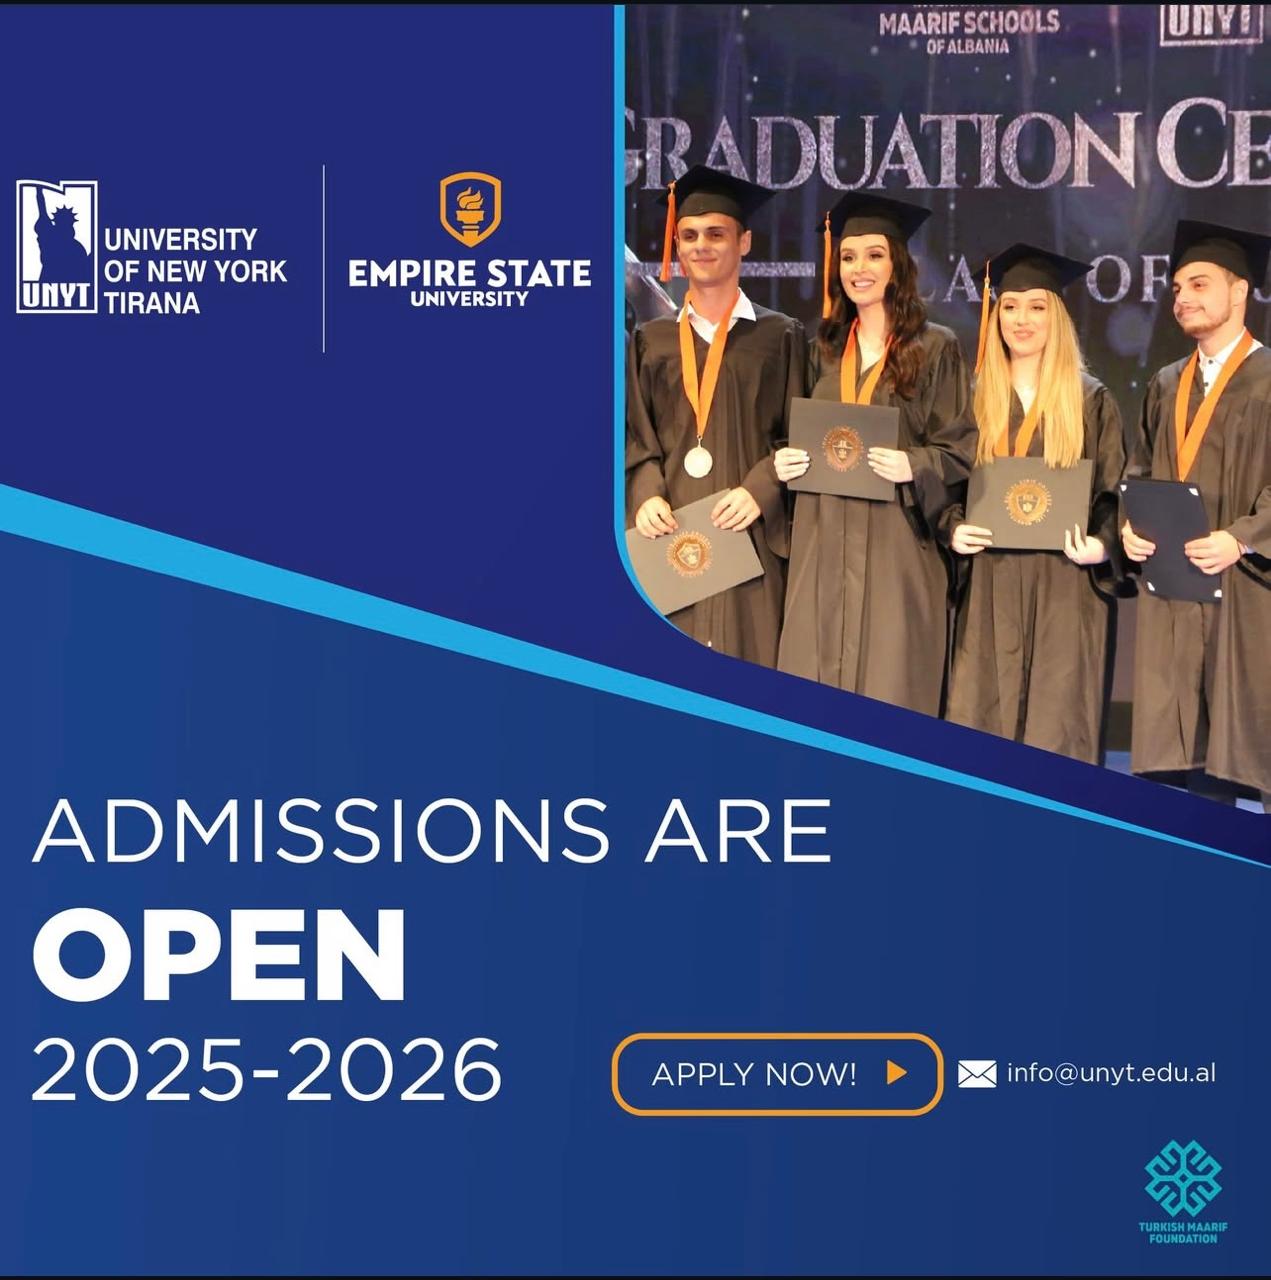 MAARIF SCHOOLS
OF ALBANIA
UNYT
GRADUATION CE
OF
UNYT
UNIVERSITY
OF NEW YORK
TIRANA
EMPIRE STATE
UNIVERSITY
ADMISSIONS ARE
OPEN
2025-2026
APPLY NOW!
info@unyt.edu.al
TURKISH MAARIF
FOUNDATION